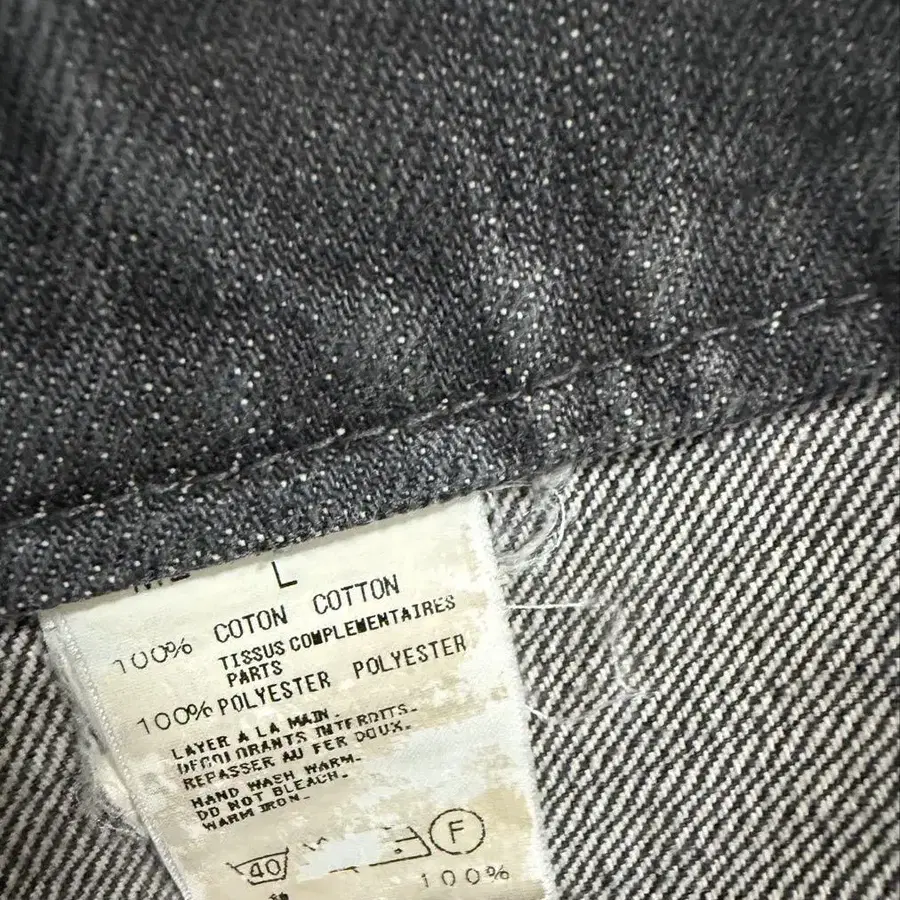 L
100% COTON COTTON
TISSUS COMPLEMENTAIRES
PARTS
100% POLYESTER POLYESTER
LAVER A LA MAIN.
DECOLORANTS INTERDITS.
REPASSER AU FER DOUX.
HAND WASH WARM.
DO NOT BLEACH.
WARM IRON.
40 F
100%